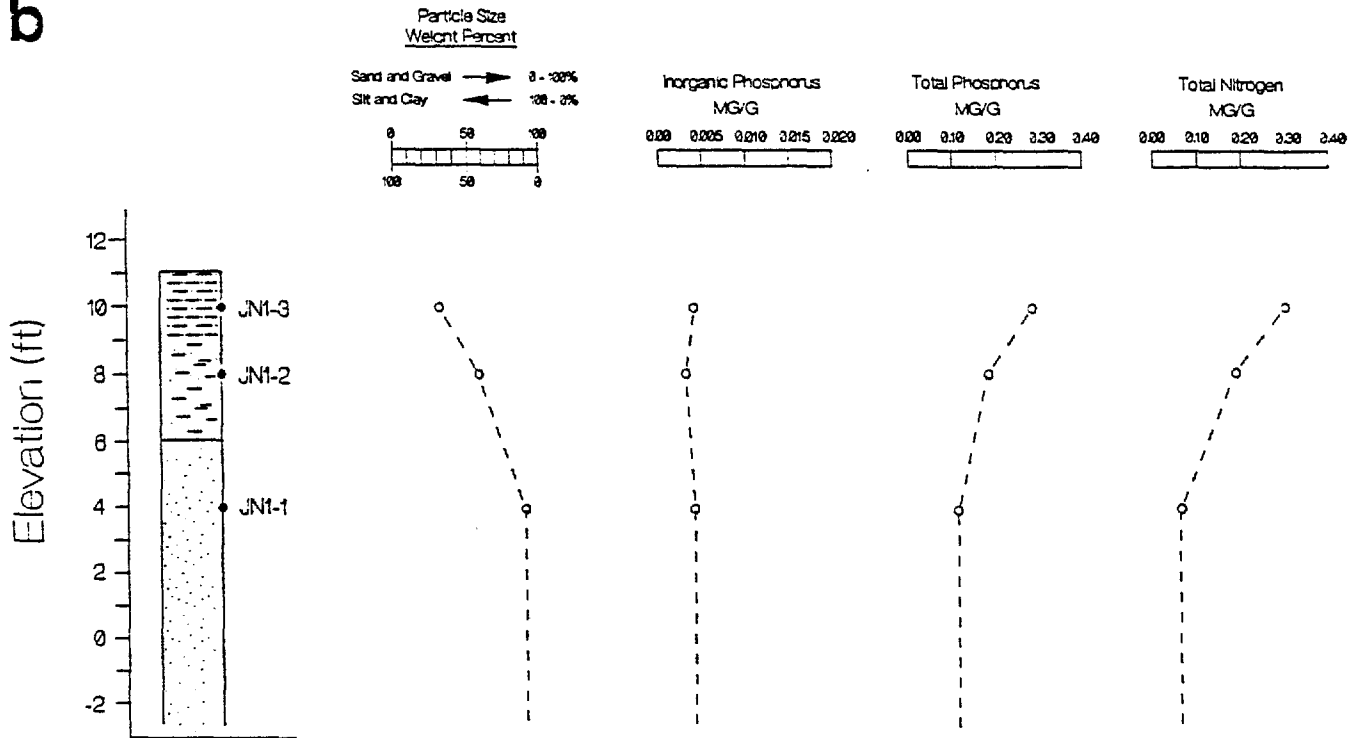 b
Particle Size
Weight Percent
Sand and Gravel 0 - 100%
Silt and Clay 100 - 0%
0 50 100
100 50 0
Inorganic Phosphorus
MG/G
0.00 0.005 0.010 0.015 0.020
Total Phosphorus
MG/G
0.00 0.10 0.20 0.30 0.40
Total Nitrogen
MG/G
0.00 0.10 0.20 0.30 0.40
Elevation (ft)
12
10
8
6
4
2
0
-2
JN1-3
JN1-2
JN1-1